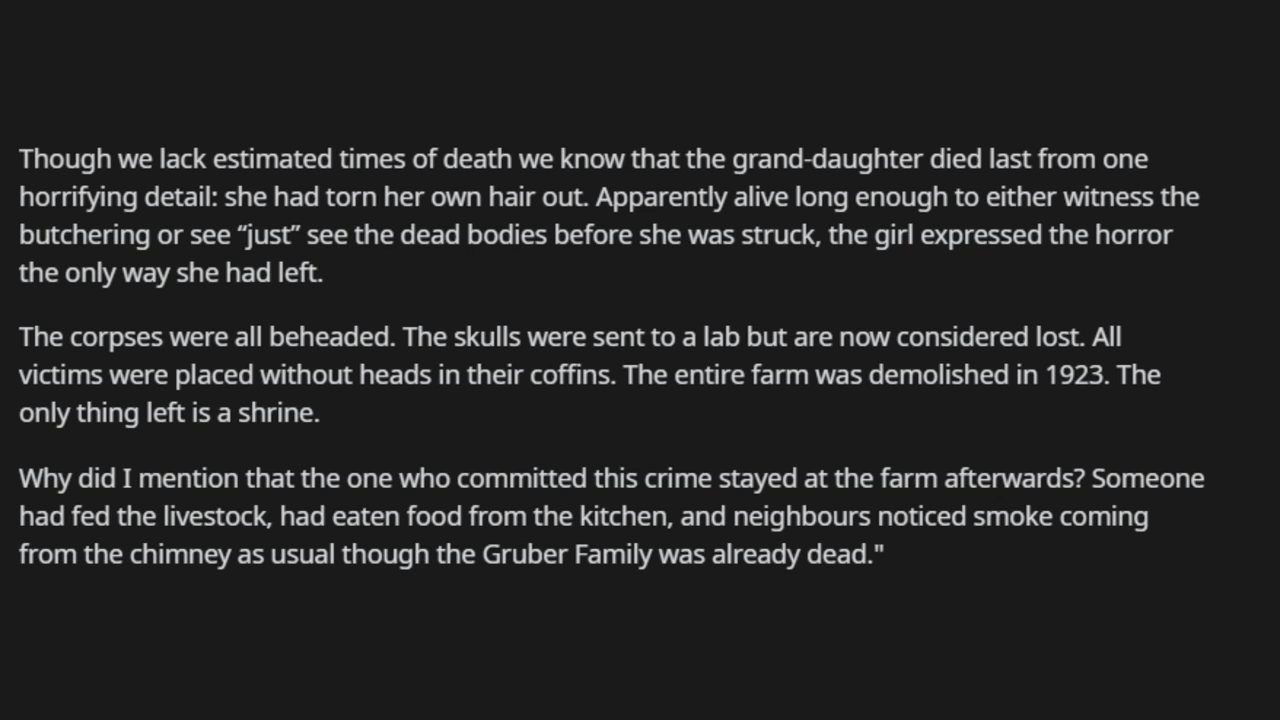 Though we lack estimated times of death we know that the grand-daughter died last from one
horrifying detail: she had torn her own hair out. Apparently alive long enough to either witness the
butchering or see “just” see the dead bodies before she was struck, the girl expressed the horror
the only way she had left.
The corpses were all beheaded. The skulls were sent to a lab but are now considered lost. All
victims were placed without heads in their coffins. The entire farm was demolished in 1923. The
only thing left is a shrine.
Why did I mention that the one who committed this crime stayed at the farm afterwards? Someone
had fed the livestock, had eaten food from the kitchen, and neighbours noticed smoke coming
from the chimney as usual though the Gruber Family was already dead."